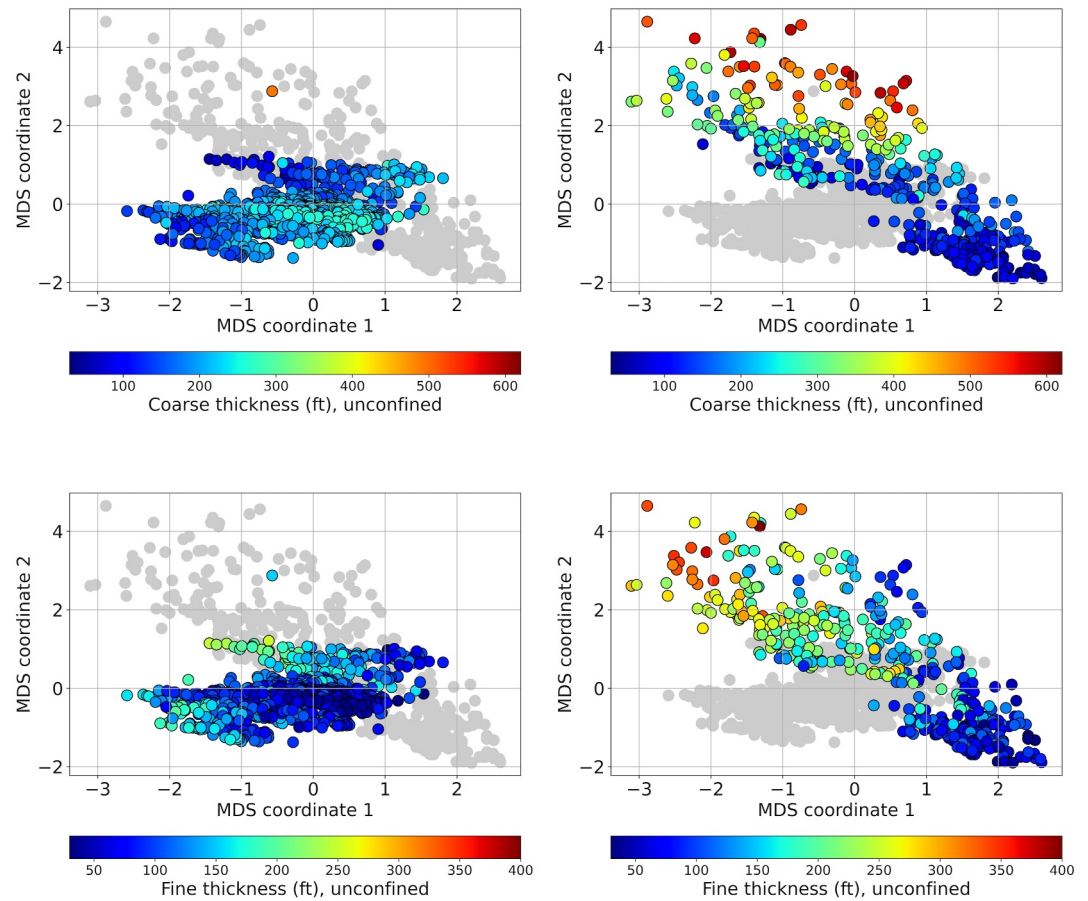 4
2
0
−2
MDS coordinate 2
−3 −2 −1 0 1 2
MDS coordinate 1
100 200 300 400 500 600
Coarse thickness (ft), unconfined
4
2
0
−2
MDS coordinate 2
−3 −2 −1 0 1 2
MDS coordinate 1
100 200 300 400 500 600
Coarse thickness (ft), unconfined
4
2
0
−2
MDS coordinate 2
−3 −2 −1 0 1 2
MDS coordinate 1
50 100 150 200 250 300 350 400
Fine thickness (ft), unconfined
4
2
0
−2
MDS coordinate 2
−3 −2 −1 0 1 2
MDS coordinate 1
50 100 150 200 250 300 350 400
Fine thickness (ft), unconfined